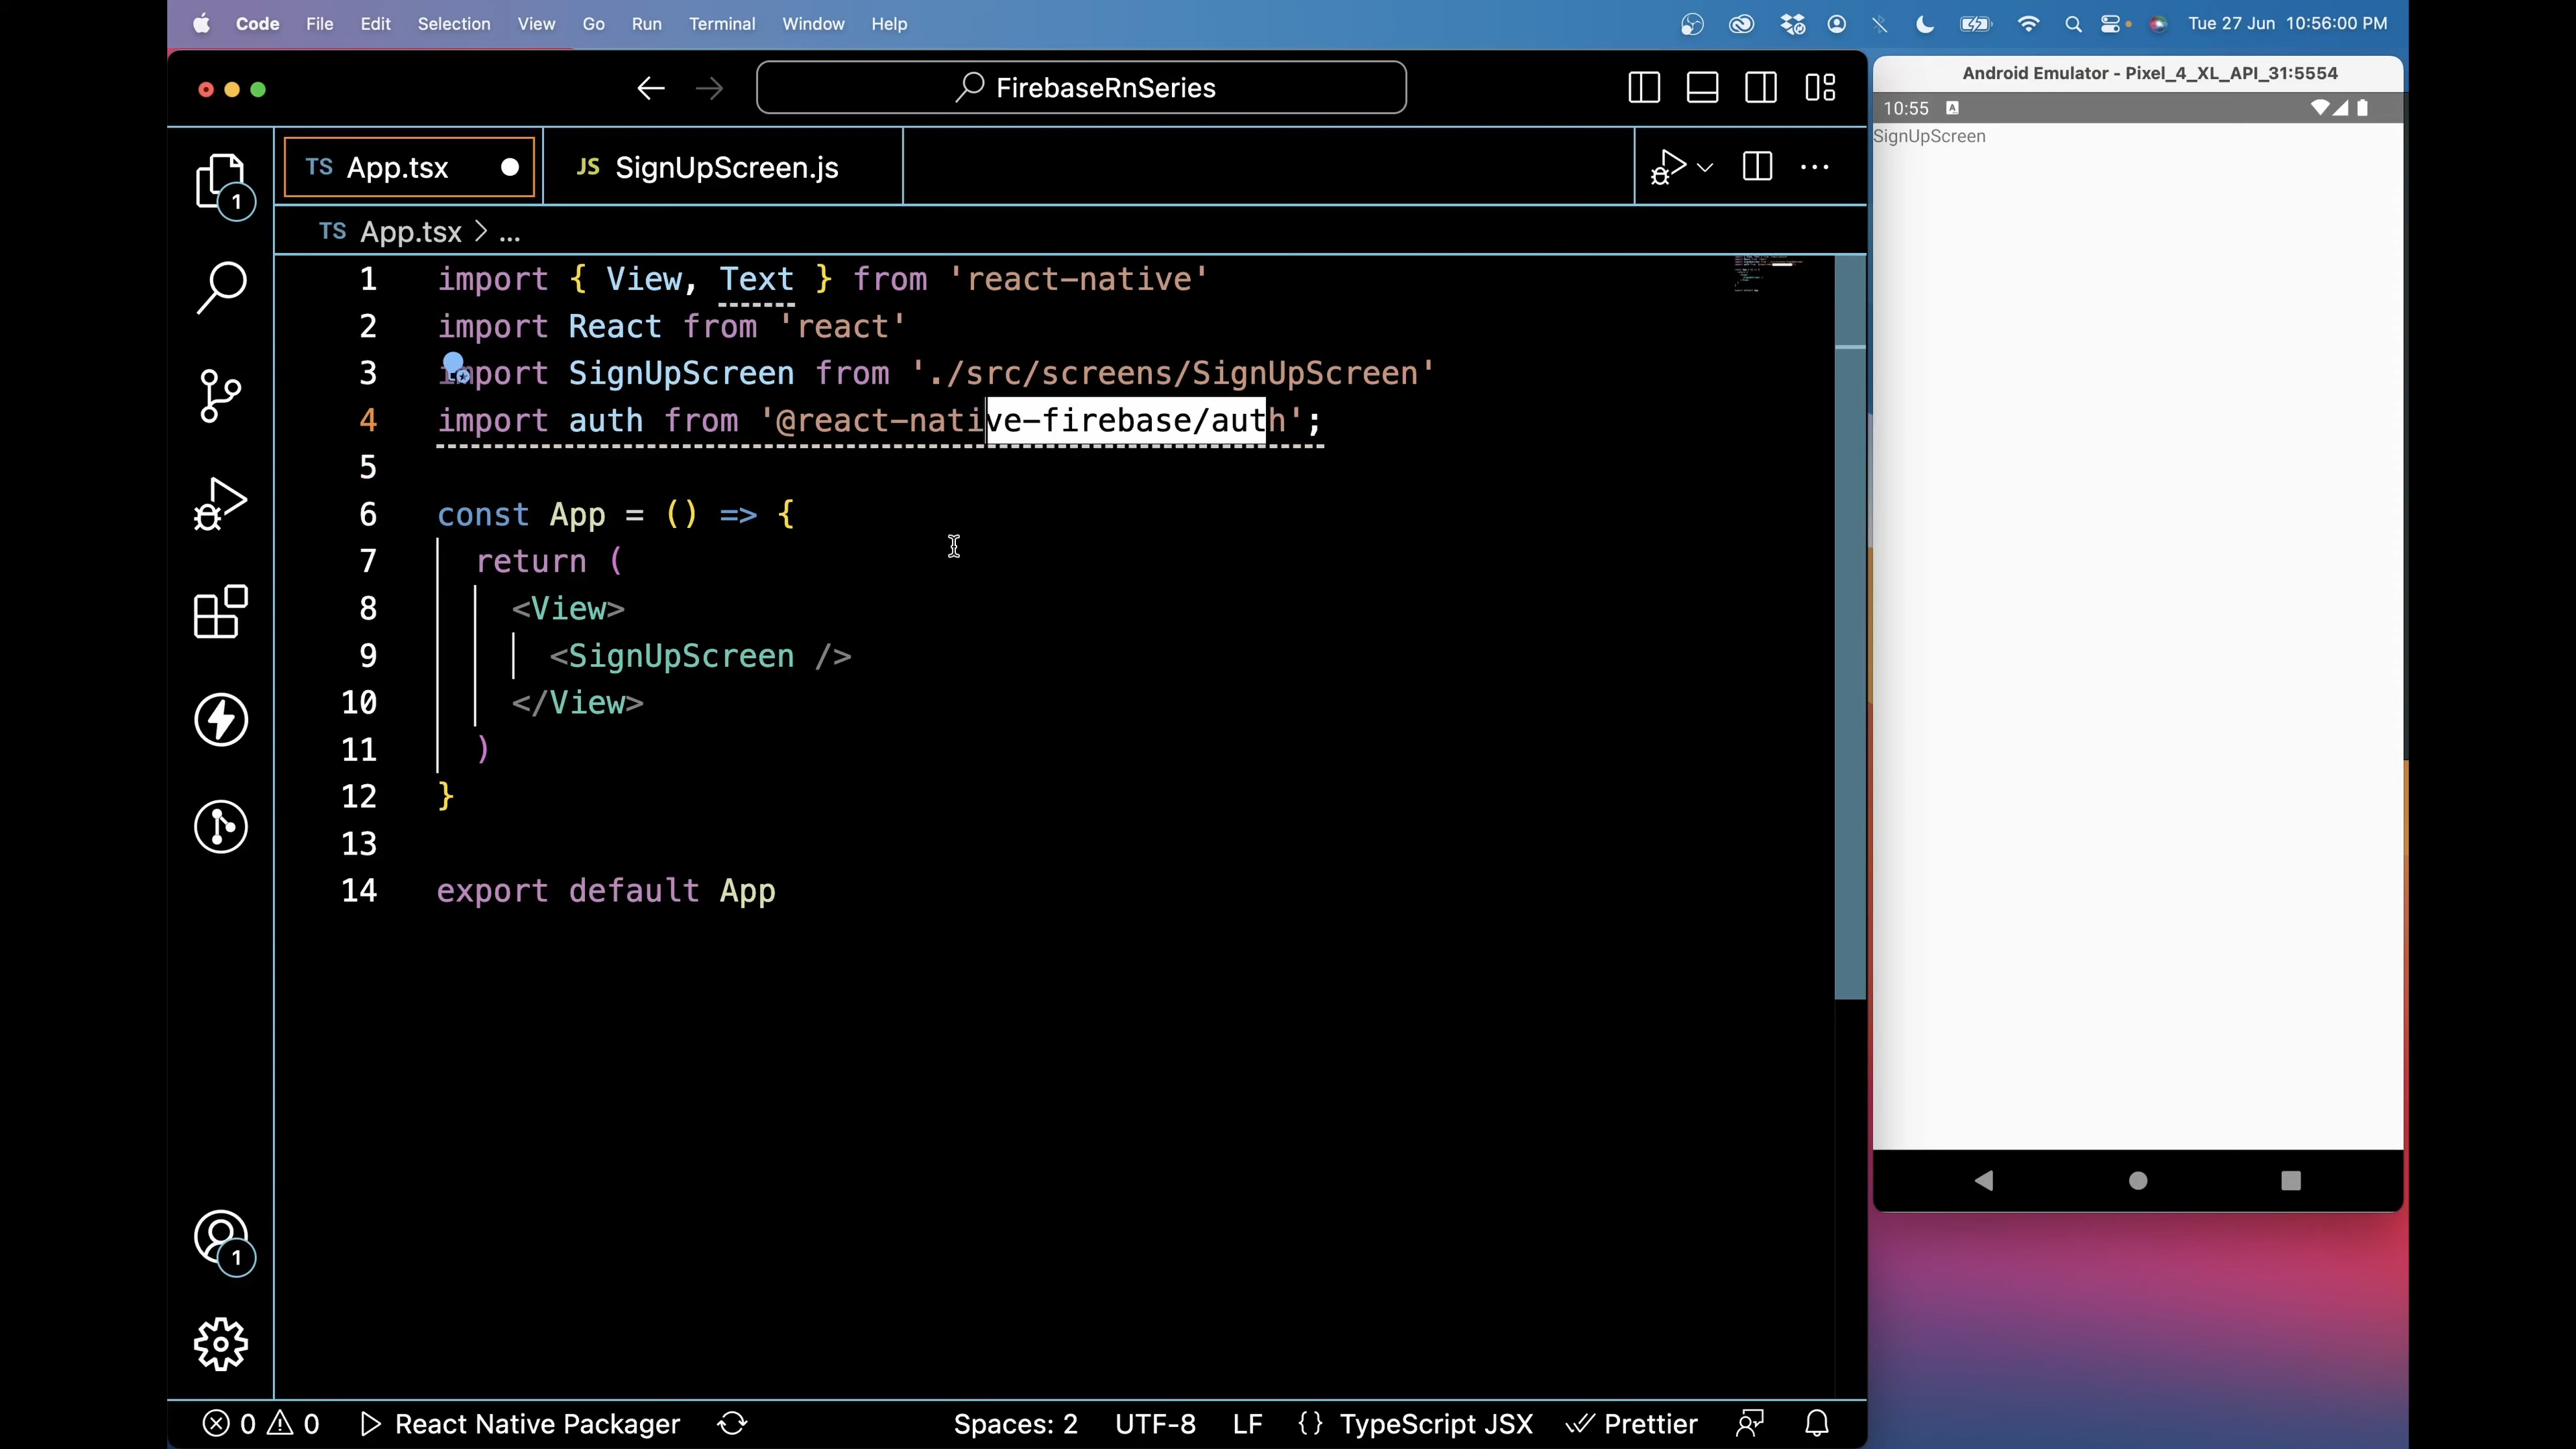 Code File Edit Selection View Go Run Terminal Window Help Tue 27 Jun 10:56:00 PM
FirebaseRnSeries
Android Emulator - Pixel_4_XL_API_31:5554
10:55 A
SignUpScreen
TS App.tsx JS SignUpScreen.js
1
TS App.tsx > ...
1 import { View, Text } from 'react-native'
2 import React from 'react'
3 import SignUpScreen from './src/screens/SignUpScreen'
4 import auth from '@react-native-firebase/auth';
5
6 const App = () => {
7 return (
8 <View>
9 <SignUpScreen />
10 </View>
11 )
12 }
13
14 export default App
1
0 0 React Native Packager Spaces: 2 UTF-8 LF {} TypeScript JSX Prettier